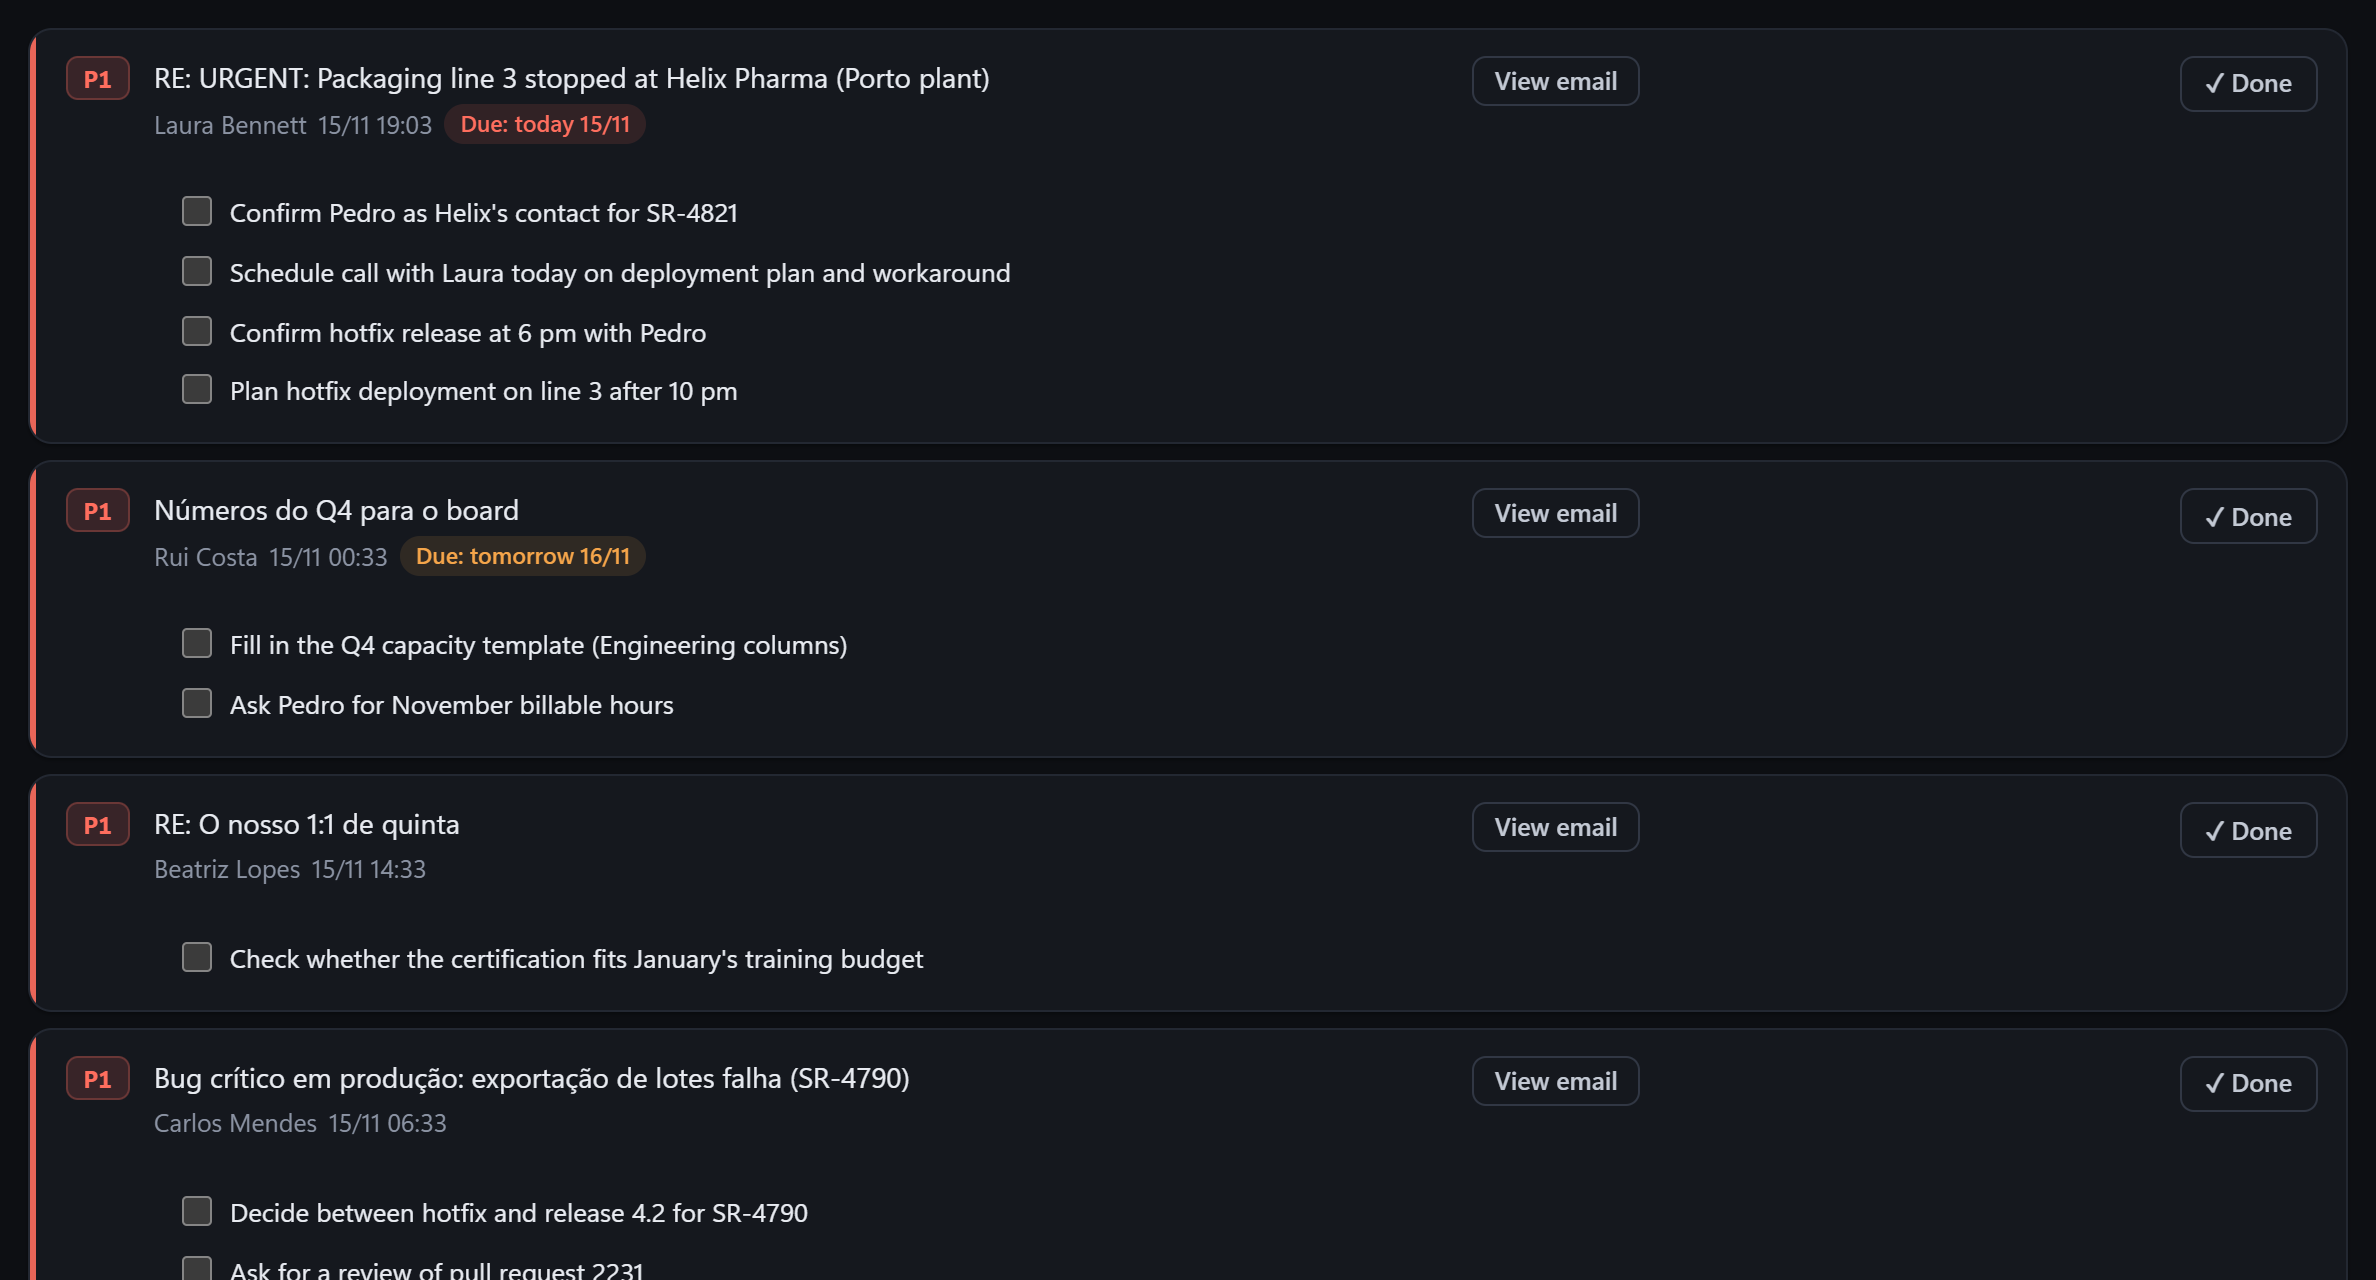 P1 RE: URGENT: Packaging line 3 stopped at Helix Pharma (Porto plant) View email ✓ Done
Laura Bennett 15/11 19:03 Due: today 15/11
Confirm Pedro as Helix's contact for SR-4821
Schedule call with Laura today on deployment plan and workaround
Confirm hotfix release at 6 pm with Pedro
Plan hotfix deployment on line 3 after 10 pm
P1 Números do Q4 para o board View email ✓ Done
Rui Costa 15/11 00:33 Due: tomorrow 16/11
Fill in the Q4 capacity template (Engineering columns)
Ask Pedro for November billable hours
P1 RE: O nosso 1:1 de quinta View email ✓ Done
Beatriz Lopes 15/11 14:33
Check whether the certification fits January's training budget
P1 Bug crítico em produção: exportação de lotes falha (SR-4790) View email ✓ Done
Carlos Mendes 15/11 06:33
Decide between hotfix and release 4.2 for SR-4790
Ask for a review of pull request 2231